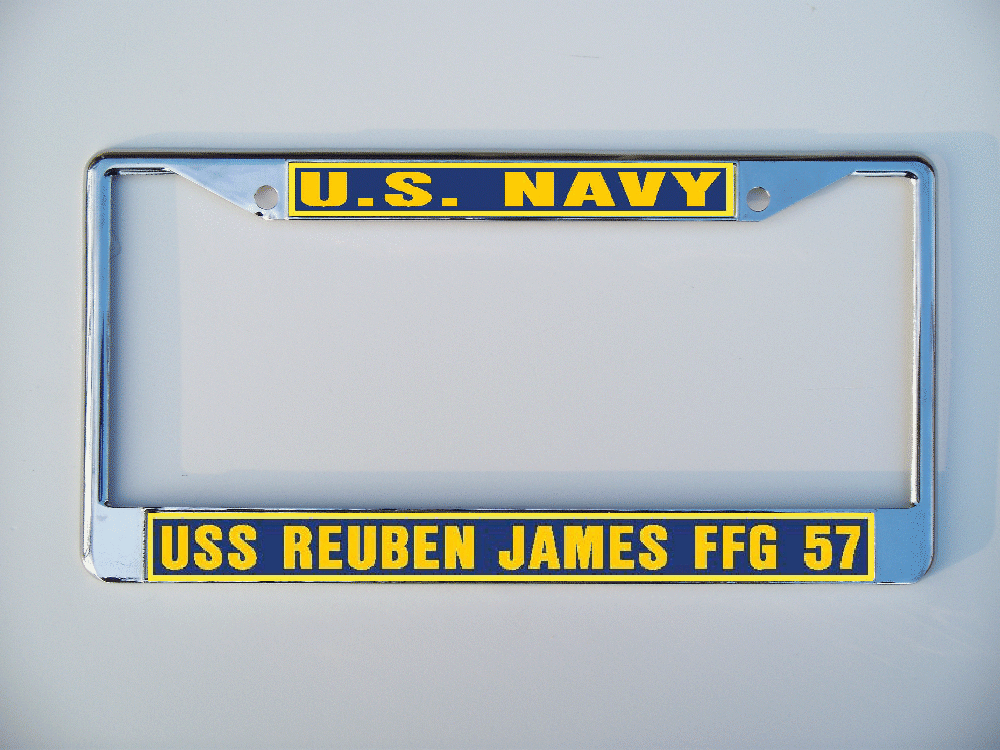 U.S. NAVY
USS REUBEN JAMES FFG 57